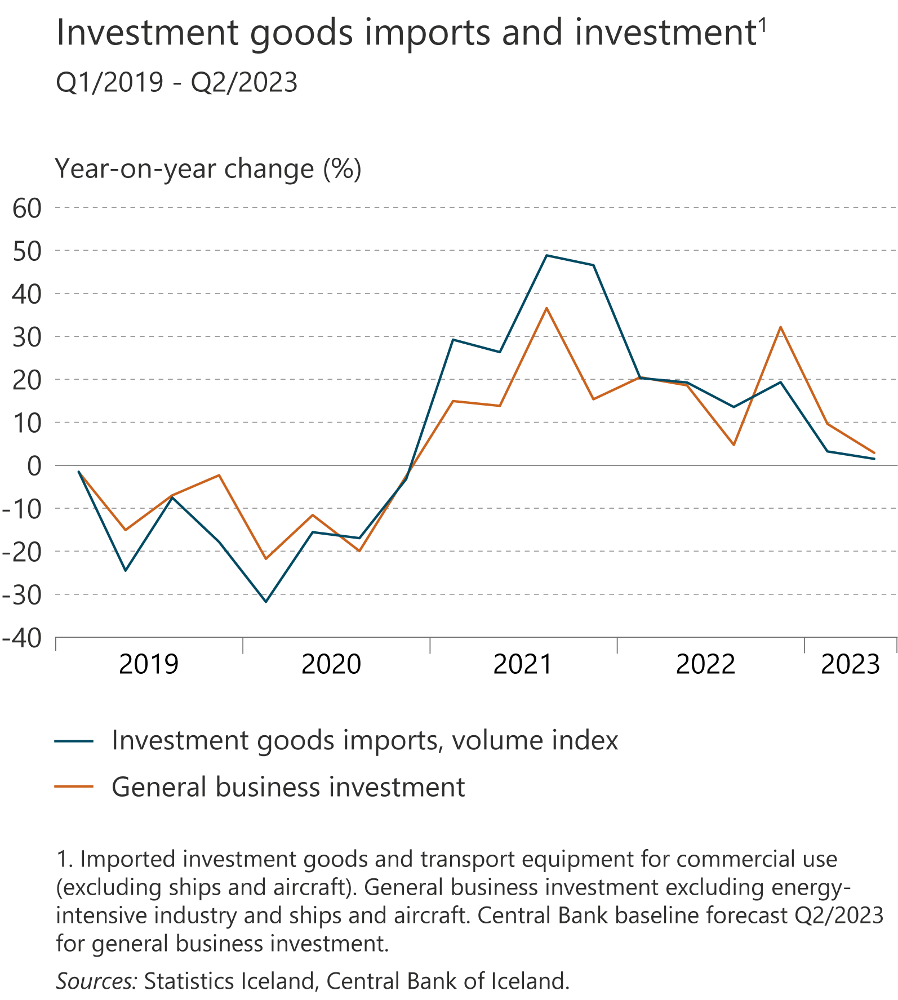 Investment goods imports and investment¹
Q1/2019 - Q2/2023
Year-on-year change (%)
60
50
40
30
20
10
0
-10
-20
-30
-40
2019 2020 2021 2022 2023
Investment goods imports, volume index
General business investment
1. Imported investment goods and transport equipment for commercial use
(excluding ships and aircraft). General business investment excluding energy-
intensive industry and ships and aircraft. Central Bank baseline forecast Q2/2023
for general business investment.
Sources: Statistics Iceland, Central Bank of Iceland.